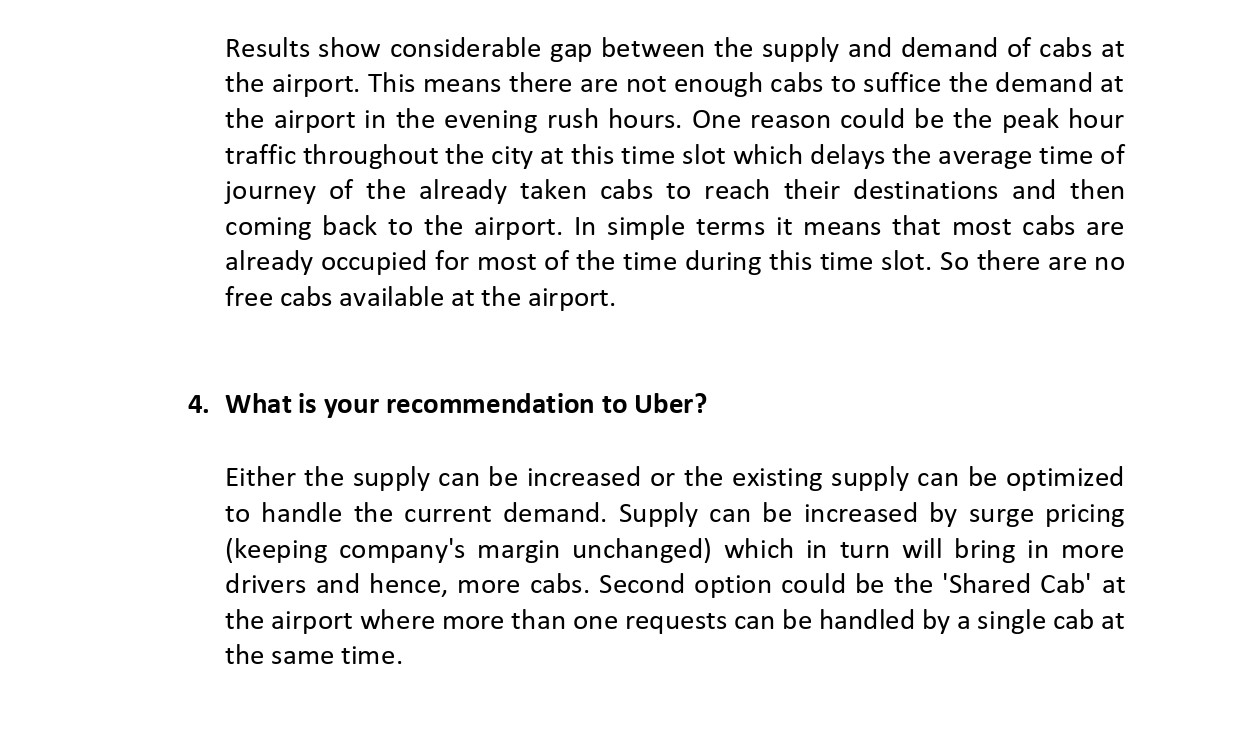 Results show considerable gap between the supply and demand of cabs at
the airport. This means there are not enough cabs to suffice the demand at
the airport in the evening rush hours. One reason could be the peak hour
traffic throughout the city at this time slot which delays the average time of
journey of the already taken cabs to reach their destinations and then
coming back to the airport. In simple terms it means that most cabs are
already occupied for most of the time during this time slot. So there are no
free cabs available at the airport.
4. What is your recommendation to Uber?
Either the supply can be increased or the existing supply can be optimized
to handle the current demand. Supply can be increased by surge pricing
(keeping company's margin unchanged) which in turn will bring in more
drivers and hence, more cabs. Second option could be the 'Shared Cab' at
the airport where more than one requests can be handled by a single cab at
the same time.